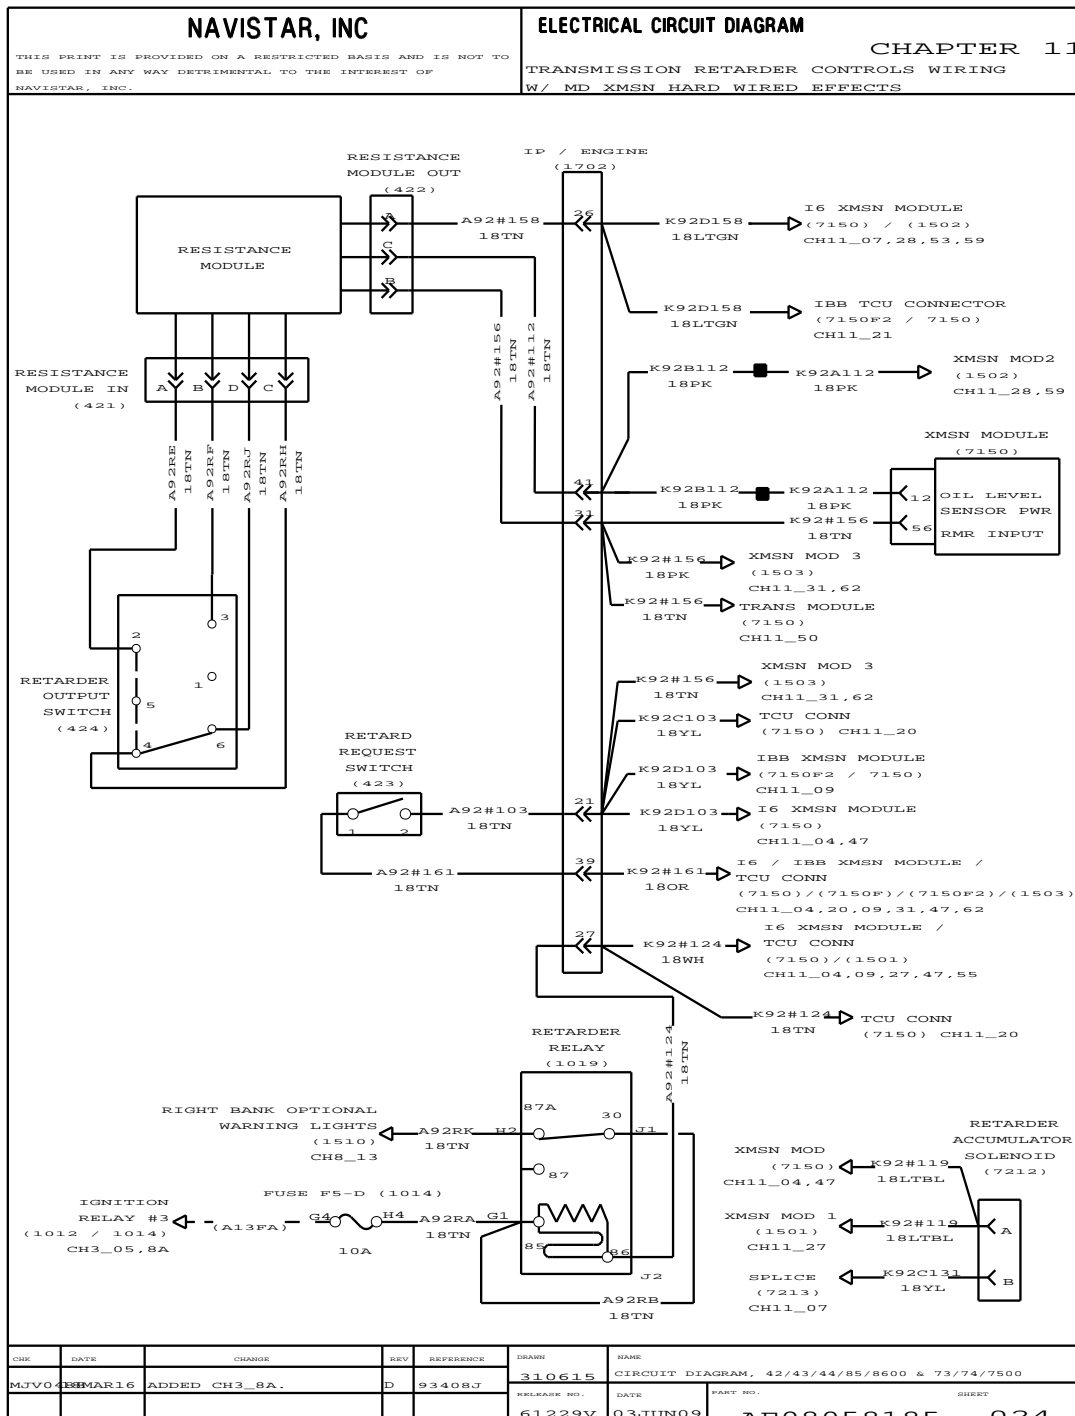 NAVISTAR, INC
THIS PRINT IS PROVIDED ON A RESTRICTED BASIS AND IS NOT TO
BE USED IN ANY WAY DETRIMENTAL TO THE INTEREST OF
NAVISTAR, INC.
ELECTRICAL CIRCUIT DIAGRAM
CHAPTER 11
TRANSMISSION RETARDER CONTROLS WIRING
W/ MD XMSN HARD WIRED EFFECTS
RESISTANCE
MODULE OUT
(422)
IP / ENGINE
(1702)
RESISTANCE
MODULE
A
C
B
A92#158
18TN
26
K92D158
18LTGN
I6 XMSN MODULE
(7150) / (1502)
CH11_07,28,53,59
K92D158
18LTGN
IBB TCU CONNECTOR
(7150F2 / 7150)
CH11_21
A92#156
18TN
A92#112
18TN
RESISTANCE
MODULE IN
(421)
A B D C
K92B112
18PK
K92A112
18PK
XMSN MOD2
(1502)
CH11_28,59
A92RE
18TN
A92RF
18TN
A92RJ
18TN
A92RH
18TN
XMSN MODULE
(7150)
41
K92B112
18PK
K92A112
18PK
12 OIL LEVEL
SENSOR PWR
31
K92#156
18TN
56 RMR INPUT
K92#156
18PK
XMSN MOD 3
(1503)
CH11_31,62
K92#156
18TN
TRANS MODULE
(7150)
CH11_50
3
2
1
5
4
6
RETARDER
OUTPUT
SWITCH
(424)
K92#156
18TN
XMSN MOD 3
(1503)
CH11_31,62
K92C103
18YL
TCU CONN
(7150) CH11_20
RETARD
REQUEST
SWITCH
(423)
1 2
K92D103
18YL
IBB XMSN MODULE
(7150F2 / 7150)
CH11_09
A92#103
18TN
21
K92D103
18YL
I6 XMSN MODULE
(7150)
CH11_04,47
A92#161
18TN
39
K92#161
18OR
I6 / IBB XMSN MODULE /
TCU CONN
(7150)/(7150F)/(7150F2)/(1503)
CH11_04,20,09,31,47,62
27
K92#124
18WH
I6 XMSN MODULE /
TCU CONN
(7150)/(1501)
CH11_04,09,27,47,55
K92#124
18TN
TCU CONN
(7150) CH11_20
A92#124
18TN
RETARDER
RELAY
(1019)
87A
30
87
85
86
RIGHT BANK OPTIONAL
WARNING LIGHTS
(1510)
CH8_13
A92RK
18TN
H2
J1
FUSE F5-D (1014)
IGNITION
RELAY #3
(1012 / 1014)
CH3_05,8A
(A13FA)
G4
H4
10A
A92RA
18TN
G1
J2
A92RB
18TN
RETARDER
ACCUMULATOR
SOLENOID
(7212)
XMSN MOD
(7150)
CH11_04,47
K92#119
18LTBL
XMSN MOD 1
(1501)
CH11_27
K92#119
18LTBL
A
SPLICE
(7213)
CH11_07
K92C131
18YL
B
CHK DATE CHANGE REV REFERENCE
18MAR16 ADDED CH3_8A. D 93408J
DRAWN
310615
NAME
CIRCUIT DIAGRAM, 42/43/44/85/8600 & 73/74/7500
RELEASE NO.
61229V
DATE
03JUN09
PART NO.
SHEET